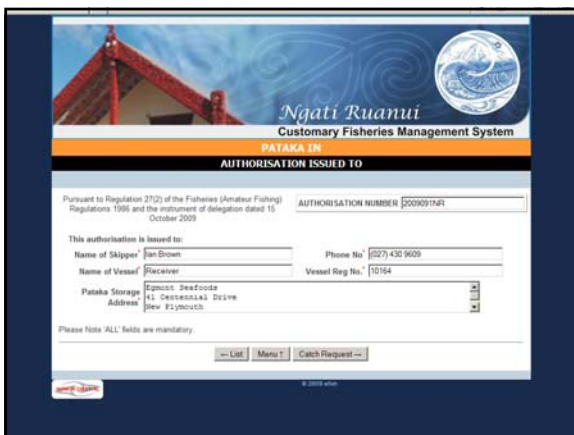 Ngati Ruanui
Customary Fisheries Management System
PATAKA IN
AUTHORISATION ISSUED TO
Pursuant to Regulation 27(2) of the Fisheries (Amateur Fishing)
Regulations 1986 and the instrument of delegation dated 15
October 2009
AUTHORISATION NUMBER 2009091NR
This authorisation is issued to:
Name of Skipper* Ian Brown
Phone No* (027) 430 9609
Name of Vessel* Receiver
Vessel Reg No.* 10164
Pataka Storage
Address*
Egmont Seafoods
41 Centennial Drive
New Plymouth
Please Note 'ALL' fields are mandatory.
← List
Menu ↑
Catch Request →
© 2009